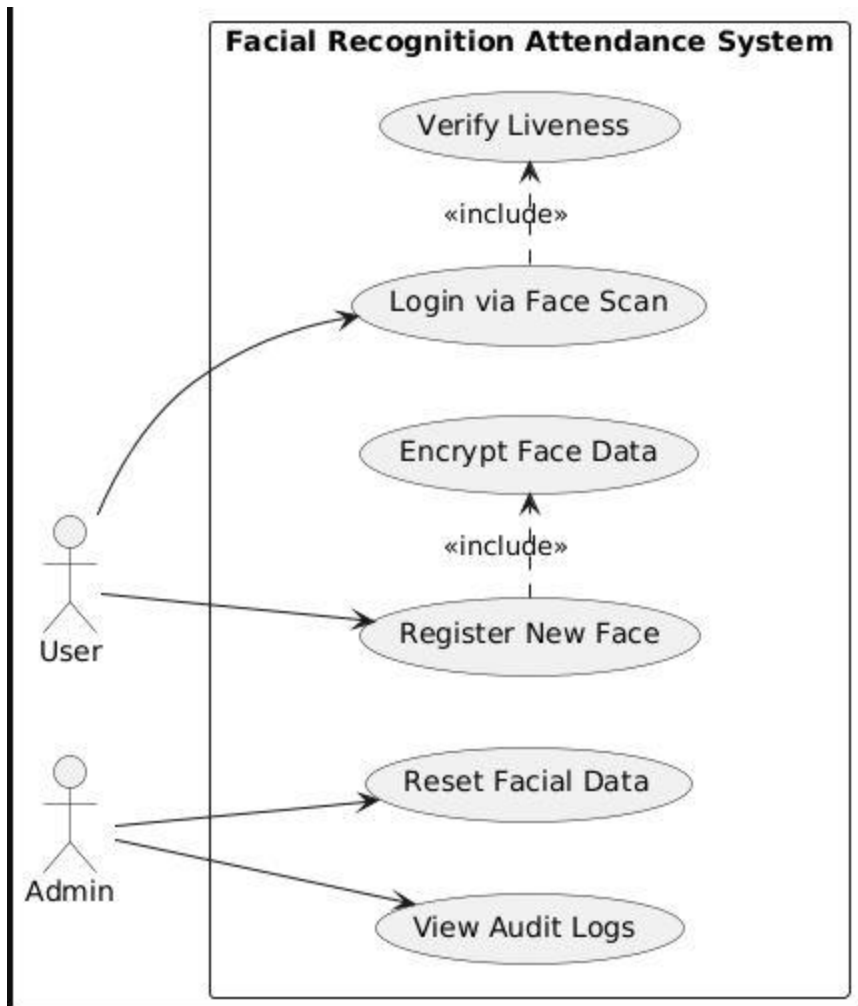 Facial Recognition Attendance System
Verify Liveness
«include»
Login via Face Scan
Encrypt Face Data
«include»
Register New Face
User
Reset Facial Data
Admin
View Audit Logs